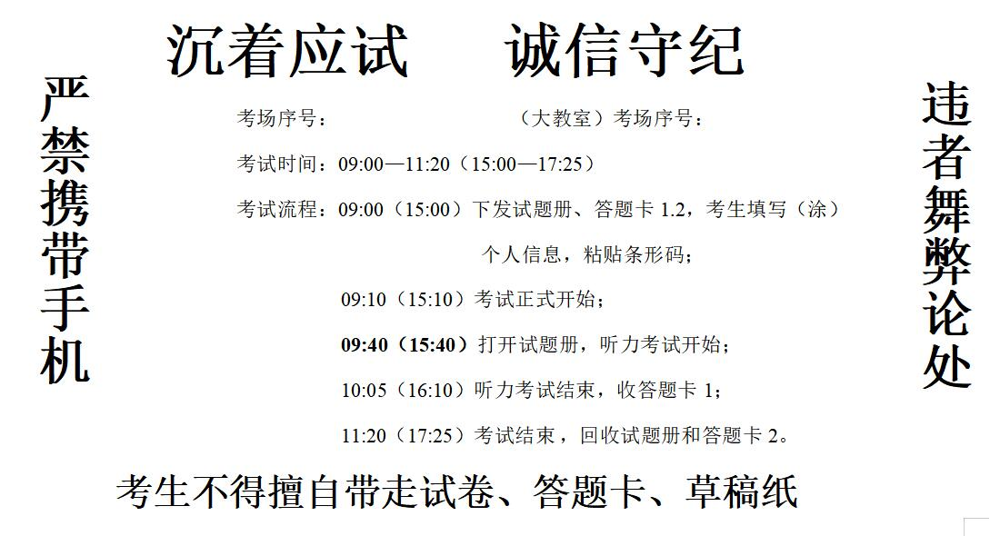 沉着应试 诚信守纪
严禁携带手机
考场序号： （大教室）考场序号：
考试时间：09:00—11:20（15:00—17:25）
考试流程：09:00（15:00）下发试题册、答题卡 1.2，考生填写（涂）
个人信息，粘贴条形码；
09:10（15:10）考试正式开始；
09:40（15:40）打开试题册，听力考试开始；
10:05（16:10）听力考试结束，收答题卡 1；
11:20（17:25）考试结束，回收试题册和答题卡 2。
违者舞弊论处
考生不得擅自带走试卷、答题卡、草稿纸